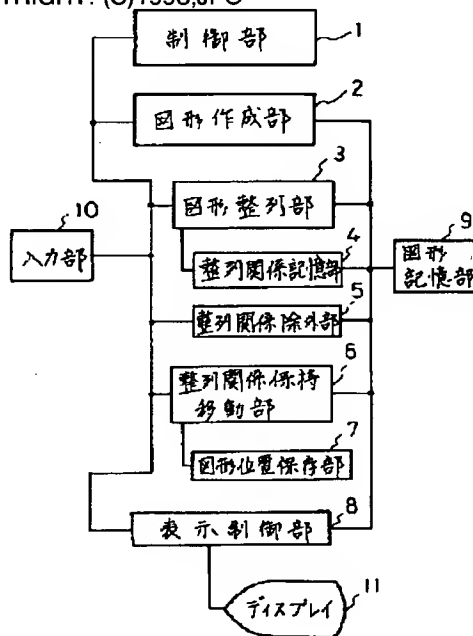 (C)1998,JPO
1
制御部
2
図形作成部
3
図形整列部
10
入力部
4
整列関係記憶部
9
図形
記憶部
5
整列関係除外部
6
整列関係保持
移動部
7
図形位置保存部
8
表示制御部
11
ディスプレイ